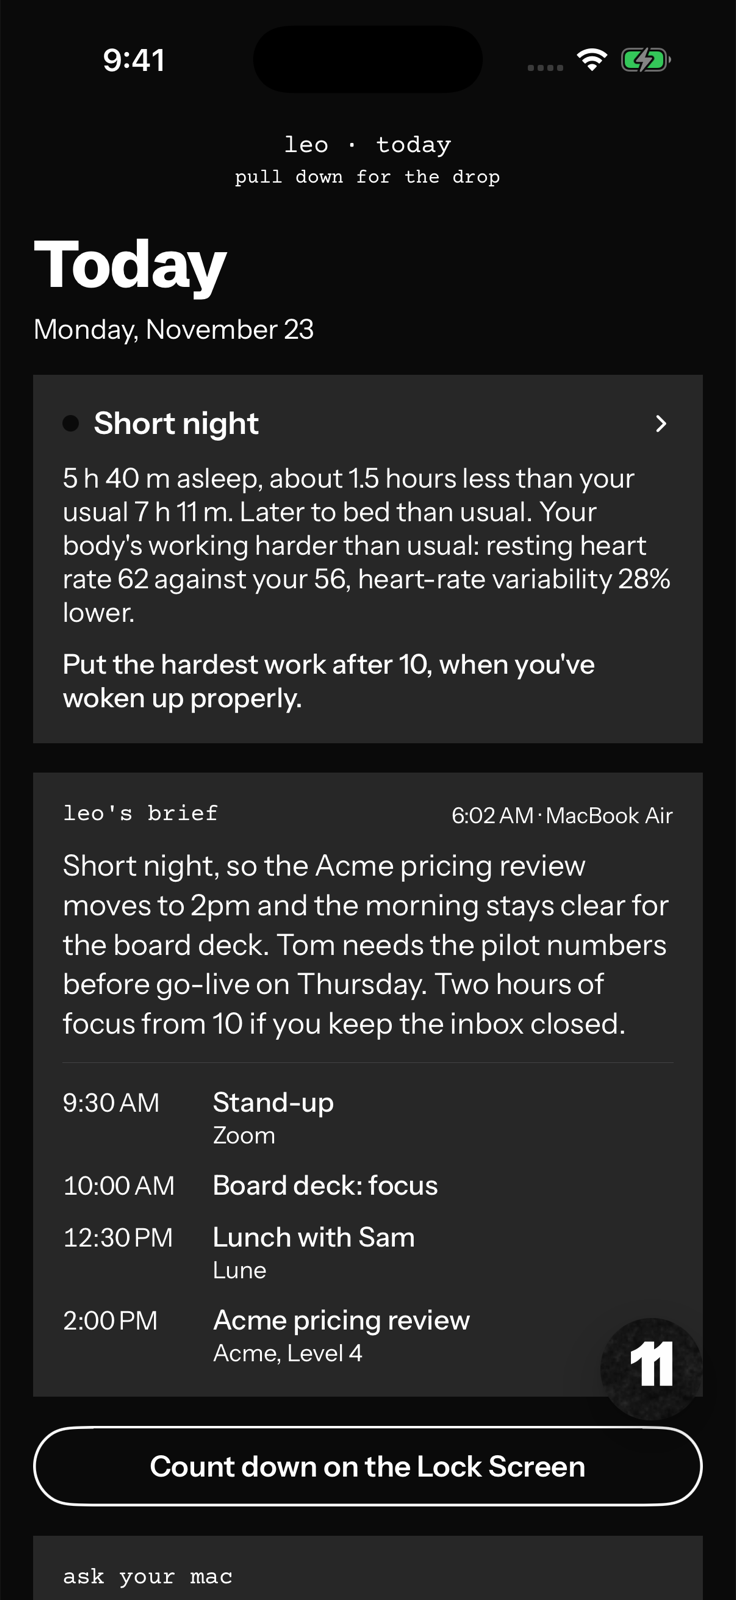 9:41
leo · today
pull down for the drop
Today
Monday, November 23
Short night
5 h 40 m asleep, about 1.5 hours less than your
usual 7 h 11 m. Later to bed than usual. Your
body's working harder than usual: resting heart
rate 62 against your 56, heart-rate variability 28%
lower.
Put the hardest work after 10, when you've
woken up properly.
leo's brief
6:02 AM · MacBook Air
Short night, so the Acme pricing review
moves to 2pm and the morning stays clear for
the board deck. Tom needs the pilot numbers
before go-live on Thursday. Two hours of
focus from 10 if you keep the inbox closed.
9:30 AM Stand-up
Zoom
10:00 AM Board deck: focus
12:30 PM Lunch with Sam
Lune
2:00 PM Acme pricing review
Acme, Level 4
11
Count down on the Lock Screen
ask your mac